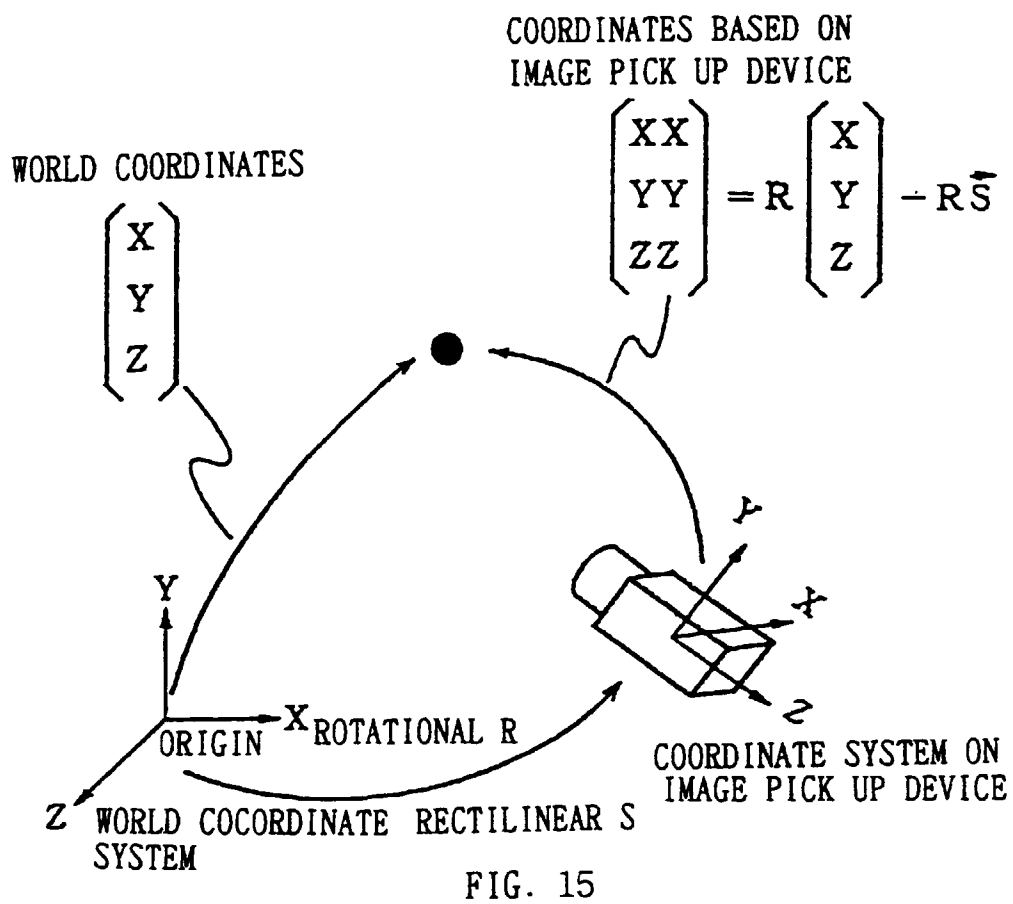 COORDINATES BASED ON
IMAGE PICK UP DEVICE
XX
YY
ZZ
= R
X
Y
Z
- RS⃗
WORLD COORDINATES
X
Y
Z
Y
X
Z
Y
X
ROTATIONAL R
ORIGIN
Z
WORLD COCORDINATE RECTILINEAR S
SYSTEM
COORDINATE SYSTEM ON
IMAGE PICK UP DEVICE
FIG. 15